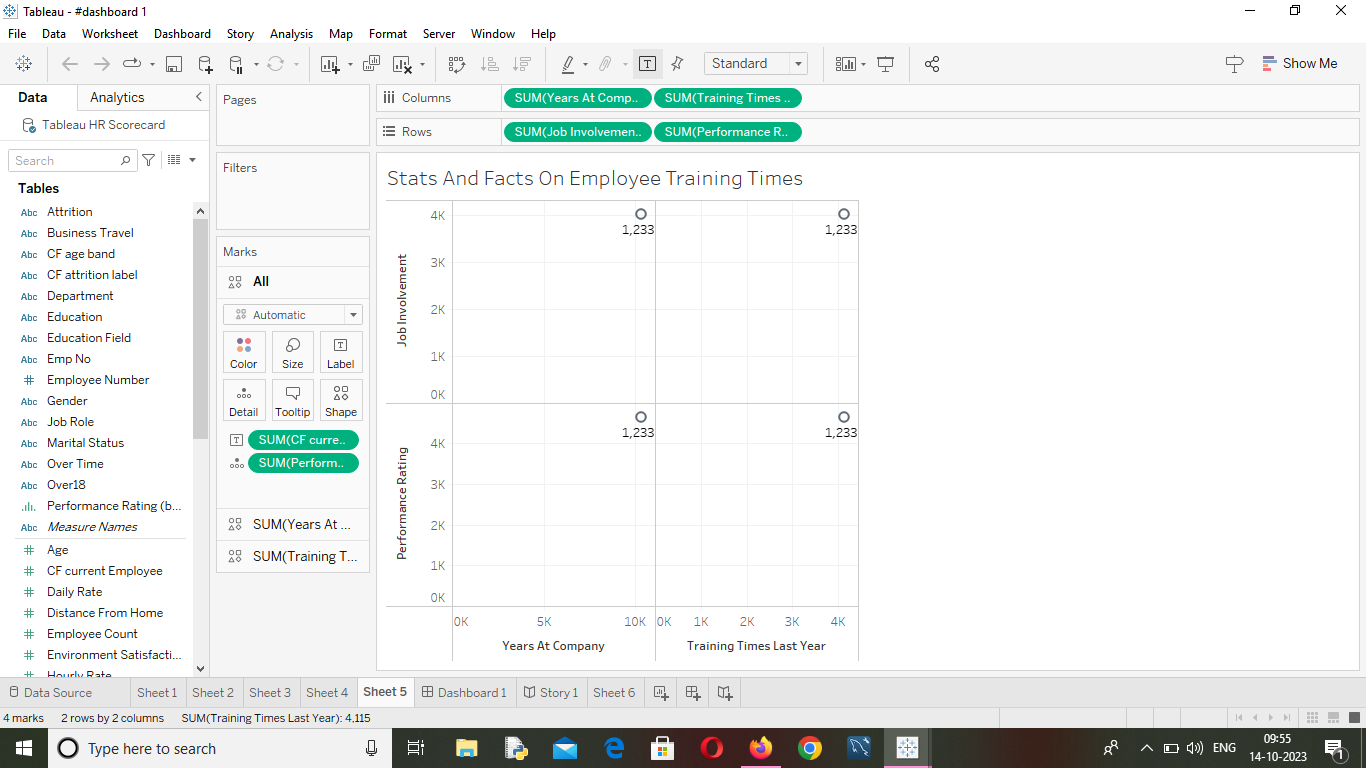 Tableau - #dashboard 1
File Data Worksheet Dashboard Story Analysis Map Format Server Window Help
Standard
Show Me
Data Analytics
Tableau HR Scorecard
Search
Tables
Abc Attrition
Abc Business Travel
Abc CF age band
Abc CF attrition label
Abc Department
Abc Education
Abc Education Field
Abc Emp No
# Employee Number
Abc Gender
Abc Job Role
Abc Marital Status
Abc Over Time
Abc Over18
Performance Rating (b...
Abc Measure Names
# Age
# CF current Employee
# Daily Rate
# Distance From Home
# Employee Count
# Environment Satisfacti...
# Hourly Rate
Pages
Filters
Marks
All
Automatic
Color Size Label
Detail Tooltip Shape
T SUM(CF curre..
SUM(Perform..
SUM(Years At ...
SUM(Training T...
Columns SUM(Years At Comp.. SUM(Training Times ..
Rows SUM(Job Involvemen.. SUM(Performance R..
Stats And Facts On Employee Training Times
Job Involvement
4K
3K
2K
1K
0K
1,233 1,233
Performance Rating
4K
3K
2K
1K
0K
1,233 1,233
0K 5K 10K 0K 1K 2K 3K 4K
Years At Company Training Times Last Year
Data Source Sheet 1 Sheet 2 Sheet 3 Sheet 4 Sheet 5 Dashboard 1 Story 1 Sheet 6
4 marks 2 rows by 2 columns SUM(Training Times Last Year): 4,115
Type here to search
ENG
09:55
14-10-2023
1